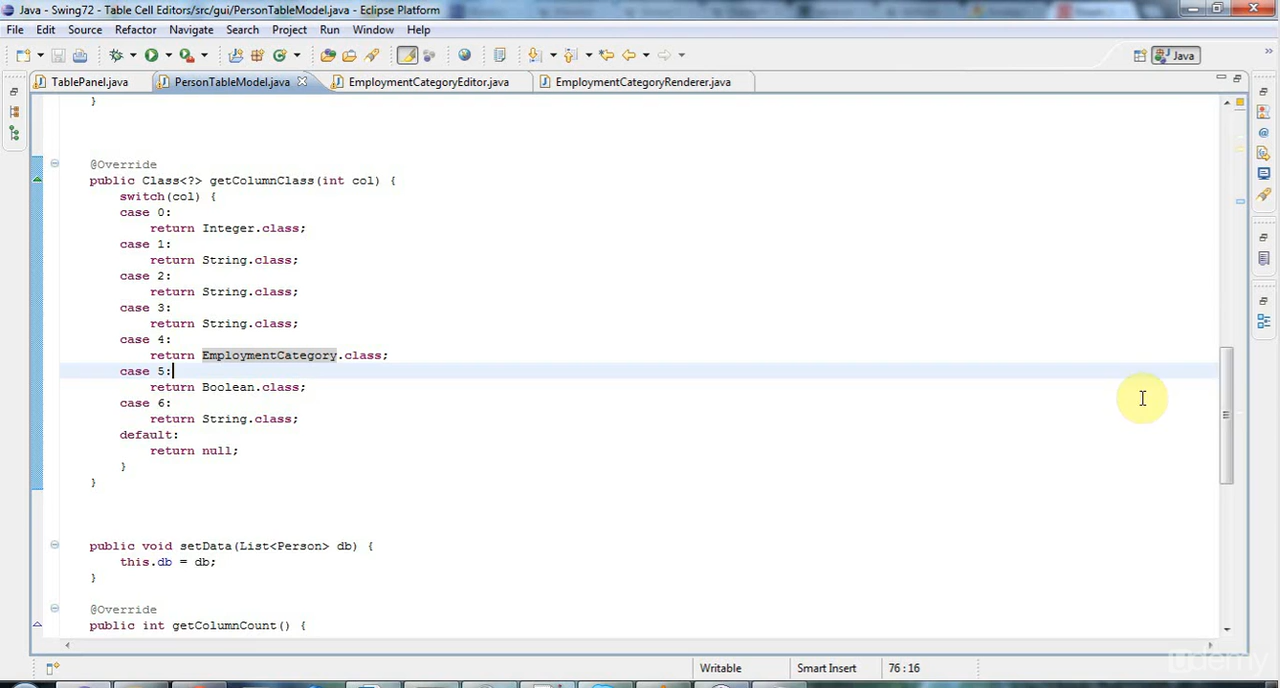 Java - Swing72 - Table Cell Editors/src/gui/PersonTableModel.java - Eclipse Platform
File Edit Source Refactor Navigate Search Project Run Window Help
Java
TablePanel.java PersonTableModel.java EmploymentCategoryEditor.java EmploymentCategoryRenderer.java
}
@Override
public Class<?> getColumnClass(int col) {
switch(col) {
case 0:
return Integer.class;
case 1:
return String.class;
case 2:
return String.class;
case 3:
return String.class;
case 4:
return EmploymentCategory.class;
case 5:
return Boolean.class;
case 6:
return String.class;
default:
return null;
}
}
public void setData(List<Person> db) {
this.db = db;
}
@Override
public int getColumnCount() {
Writable Smart Insert 76 : 16
udemy